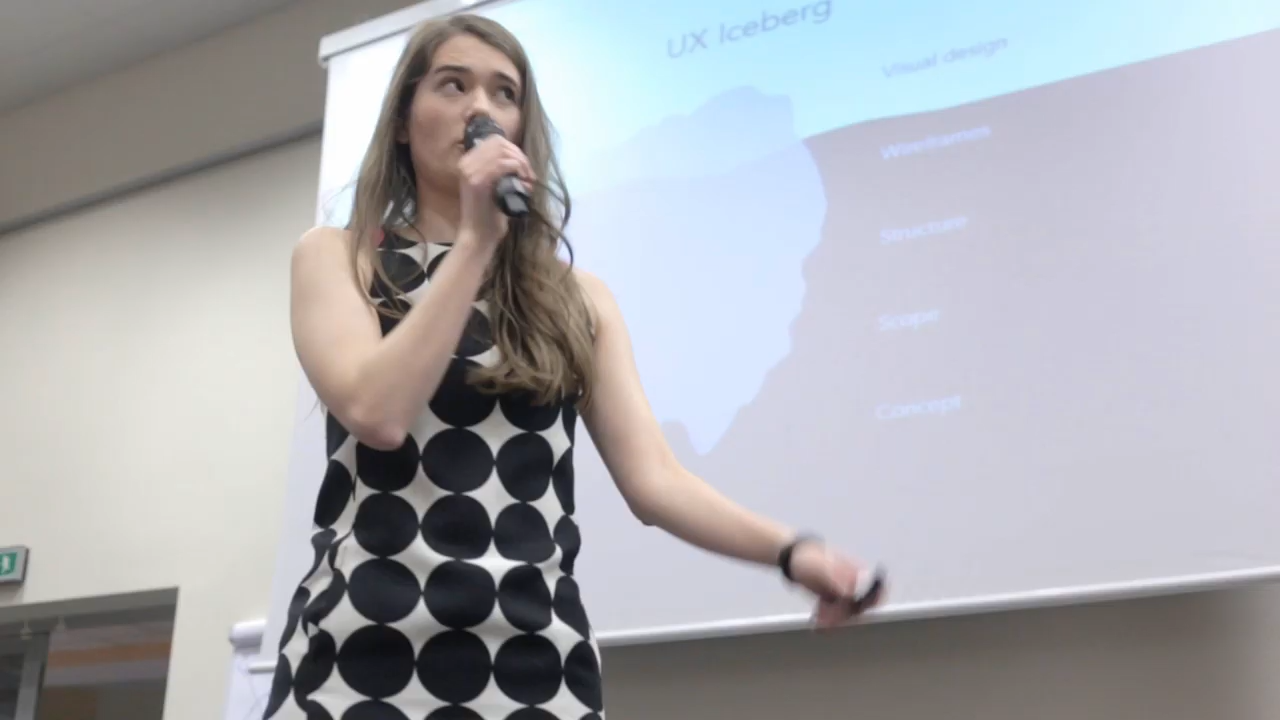 UX Iceberg
Visual design
Wireframes
Structure
Scope
Concept